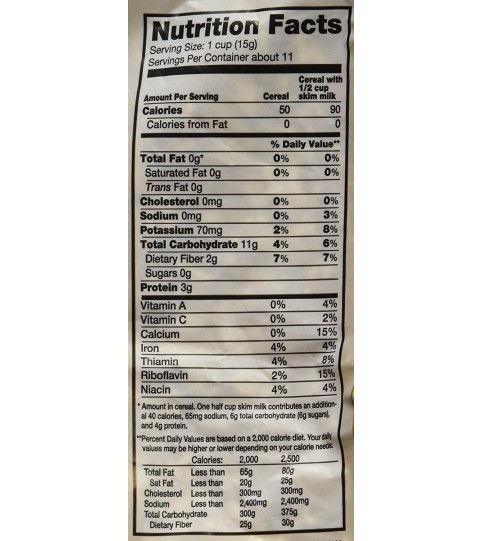 Nutrition Facts
Serving Size: 1 cup (15g)
Servings Per Container about 11
Cereal with
1/2 cup
Amount Per Serving Cereal skim milk
Calories 50 90
Calories from Fat 0 0
% Daily Value**
Total Fat 0g* 0% 0%
Saturated Fat 0g 0% 0%
Trans Fat 0g
Cholesterol 0mg 0% 0%
Sodium 0mg 0% 3%
Potassium 70mg 2% 8%
Total Carbohydrate 11g 4% 6%
Dietary Fiber 2g 7% 7%
Sugars 0g
Protein 3g
Vitamin A 0% 4%
Vitamin C 0% 2%
Calcium 0% 15%
Iron 4% 4%
Thiamin 4% 8%
Riboflavin 2% 15%
Niacin 4% 4%
* Amount in cereal. One half cup skim milk contributes an addition-
al 40 calories, 65mg sodium, 6g total carbohydrate (6g sugars),
and 4g protein.
**Percent Daily Values are based on a 2,000 calorie diet. Your daily
values may be higher or lower depending on your calorie needs:
Calories: 2,000 2,500
Total Fat Less than 65g 80g
Sat Fat Less than 20g 25g
Cholesterol Less than 300mg 300mg
Sodium Less than 2,400mg 2,400mg
Total Carbohydrate 300g 375g
Dietary Fiber 25g 30g